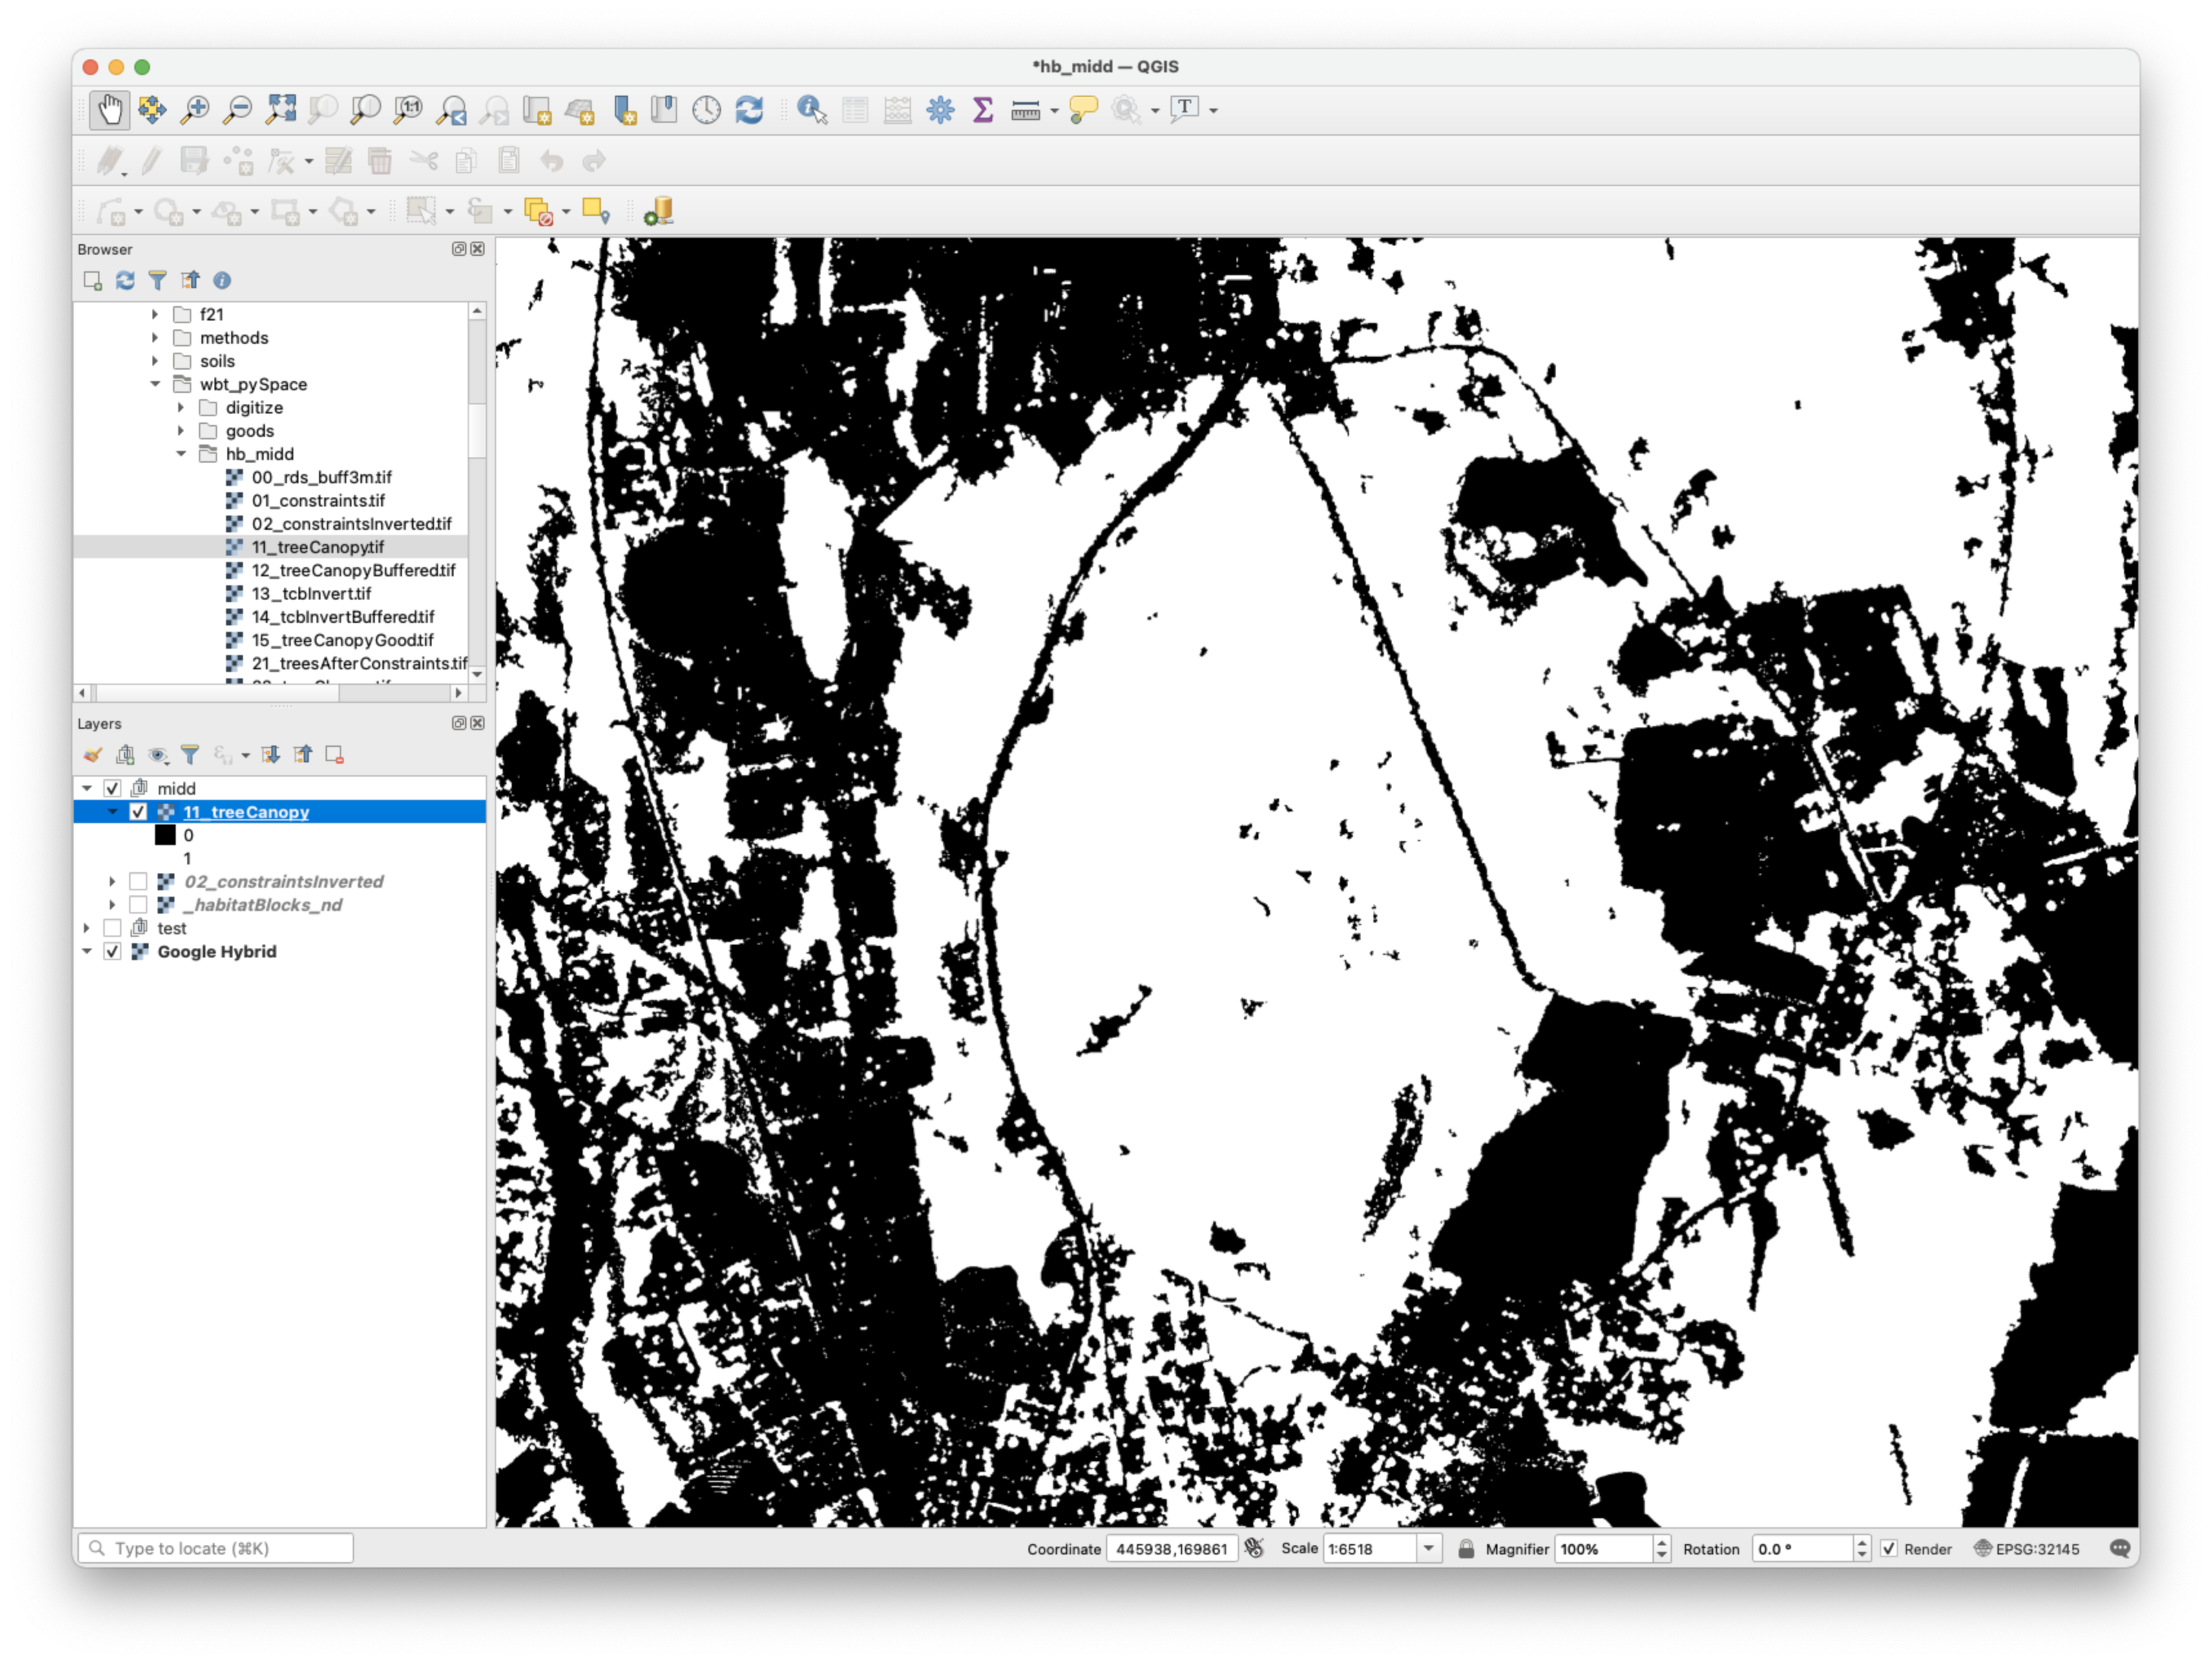 *hb_midd — QGIS
1:1
T
Browser
f21
methods
soils
wbt_pySpace
digitize
goods
hb_midd
00_rds_buff3m.tif
01_constraints.tif
02_constraintsInverted.tif
11_treeCanopy.tif
12_treeCanopyBuffered.tif
13_tcbInvert.tif
14_tcbInvertBuffered.tif
15_treeCanopyGood.tif
21_treesAfterConstraints.tif
Layers
midd
11_treeCanopy
0
1
02_constraintsInverted
_habitatBlocks_nd
test
Google Hybrid
Type to locate (⌘K)
Coordinate 445938,169861 Scale 1:6518 Magnifier 100% Rotation 0.0 ° Render EPSG:32145